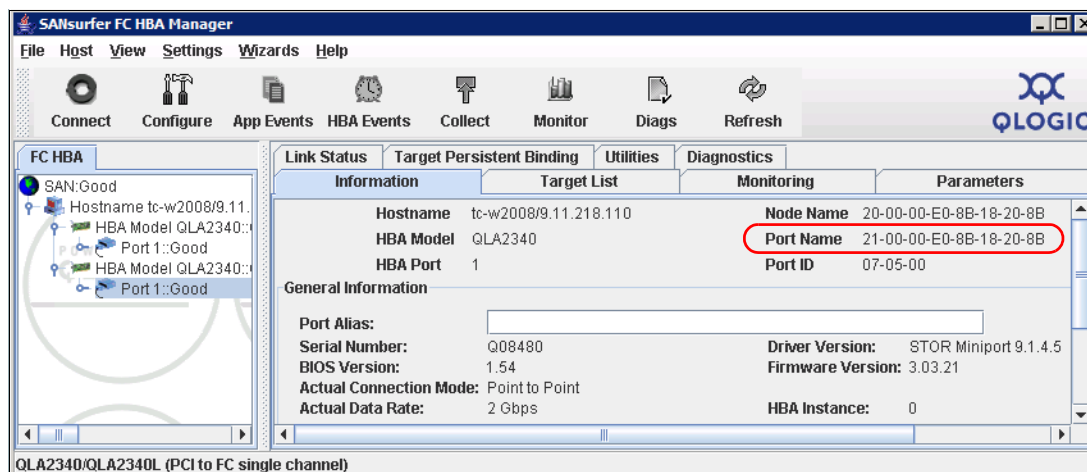 SANsurfer FC HBA Manager
File Host View Settings Wizards Help
Connect Configure App Events HBA Events Collect Monitor Diags Refresh
QLOGIC
FC HBA
SAN:Good
Hostname tc-w2008/9.11.
HBA Model QLA2340::
Port 1::Good
HBA Model QLA2340::
Port 1::Good
Link Status Target Persistent Binding Utilities Diagnostics
Information Target List Monitoring Parameters
Hostname tc-w2008/9.11.218.110 Node Name 20-00-00-E0-8B-18-20-8B
HBA Model QLA2340 Port Name 21-00-00-E0-8B-18-20-8B
HBA Port 1 Port ID 07-05-00
General Information
Port Alias:
Serial Number: Q08480 Driver Version: STOR Miniport 9.1.4.5
BIOS Version: 1.54 Firmware Version: 3.03.21
Actual Connection Mode: Point to Point
Actual Data Rate: 2 Gbps HBA Instance: 0
QLA2340/QLA2340L (PCI to FC single channel)